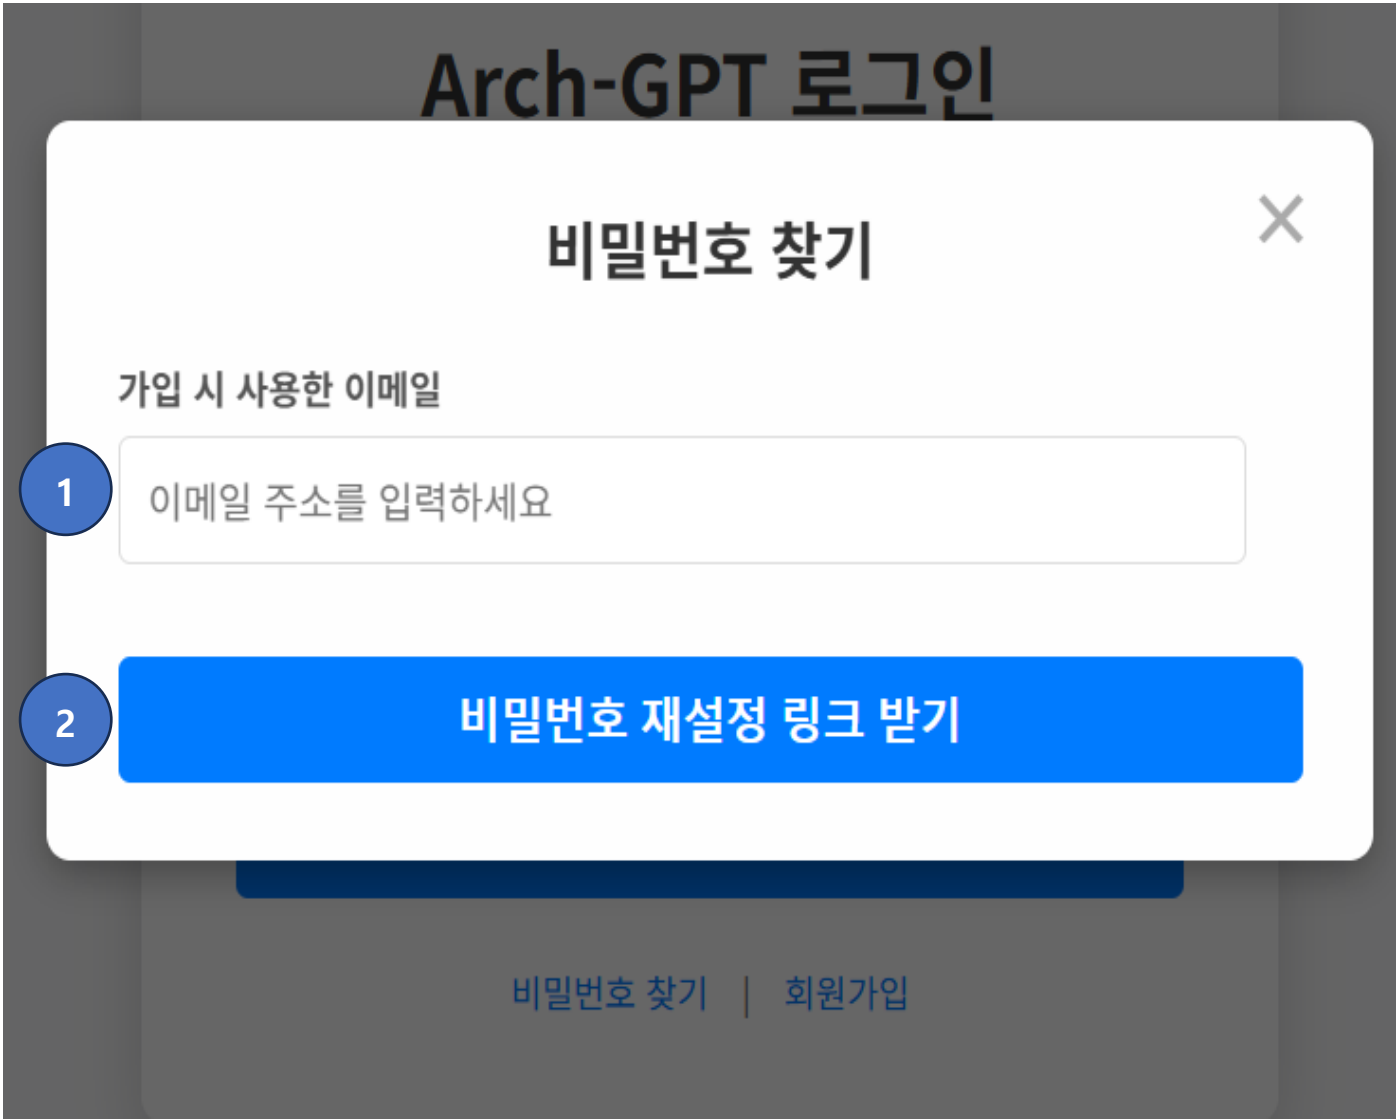 Arch-GPT 로그인
비밀번호 찾기
가입 시 사용한 이메일
1
이메일 주소를 입력하세요
2
비밀번호 재설정 링크 받기
비밀번호 찾기 | 회원가입